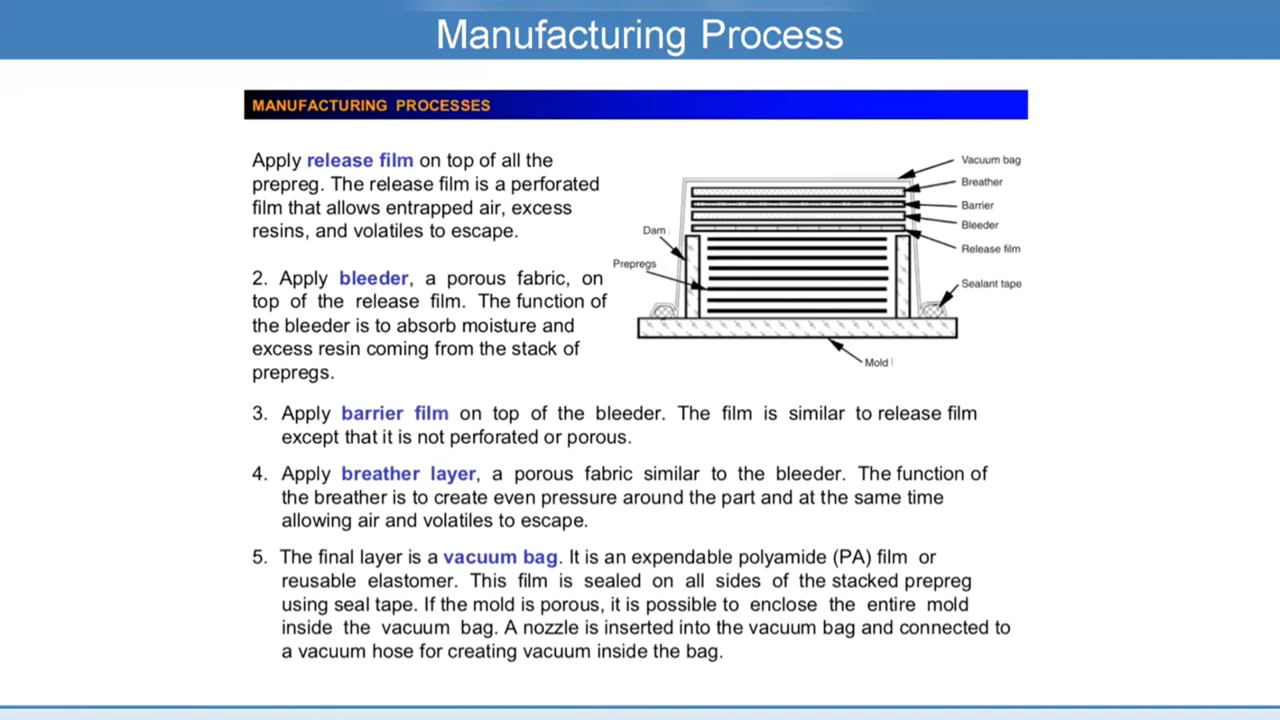 Manufacturing Process
MANUFACTURING PROCESSES
Apply release film on top of all the
prepreg. The release film is a perforated
film that allows entrapped air, excess
resins, and volatiles to escape.
2. Apply bleeder, a porous fabric, on
top of the release film. The function of
the bleeder is to absorb moisture and
excess resin coming from the stack of
prepregs.
Vacuum bag
Breather
Barrier
Bleeder
Release film
Sealant tape
Dam
Prepregs
Mold
3. Apply barrier film on top of the bleeder. The film is similar to release film
except that it is not perforated or porous.
4. Apply breather layer, a porous fabric similar to the bleeder. The function of
the breather is to create even pressure around the part and at the same time
allowing air and volatiles to escape.
5. The final layer is a vacuum bag. It is an expendable polyamide (PA) film or
reusable elastomer. This film is sealed on all sides of the stacked prepreg
using seal tape. If the mold is porous, it is possible to enclose the entire mold
inside the vacuum bag. A nozzle is inserted into the vacuum bag and connected to
a vacuum hose for creating vacuum inside the bag.